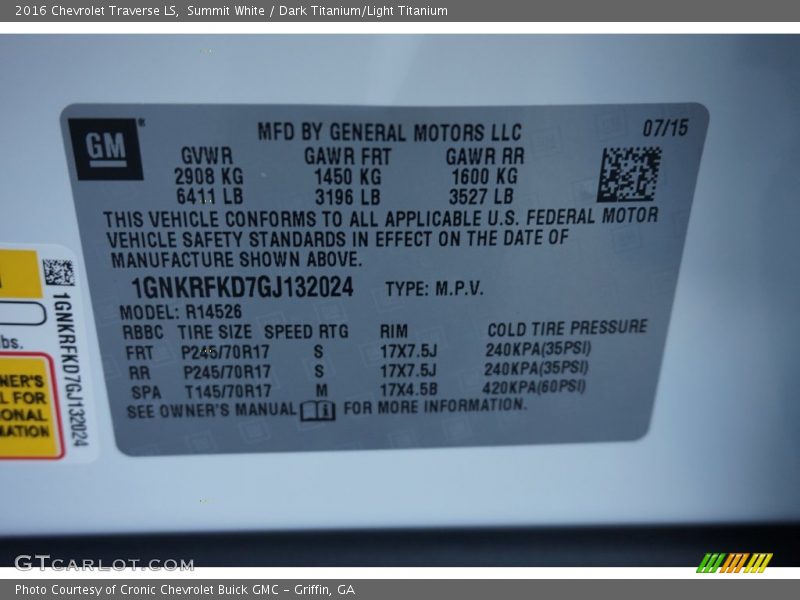 2016 Chevrolet Traverse LS, Summit White / Dark Titanium/Light Titanium
GM
MFD BY GENERAL MOTORS LLC
07/15
GVWR GAWR FRT GAWR RR
2908 KG 1450 KG 1600 KG
6411 LB 3196 LB 3527 LB
THIS VEHICLE CONFORMS TO ALL APPLICABLE U.S. FEDERAL MOTOR
VEHICLE SAFETY STANDARDS IN EFFECT ON THE DATE OF
MANUFACTURE SHOWN ABOVE.
1GNKRFKD7GJ132024 TYPE: M.P.V.
MODEL: R14526
RBBC TIRE SIZE SPEED RTG RIM COLD TIRE PRESSURE
FRT P245/70R17 S 17X7.5J 240KPA(35PSI)
RR P245/70R17 S 17X7.5J 240KPA(35PSI)
SPA T145/70R17 M 17X4.5B 420KPA(60PSI)
SEE OWNER'S MANUAL FOR MORE INFORMATION.
bs.
NER'S
L FOR
ONAL
MATION
1GNKRFKD7GJ132024
GTCARLOT.COM
Photo Courtesy of Cronic Chevrolet Buick GMC - Griffin, GA